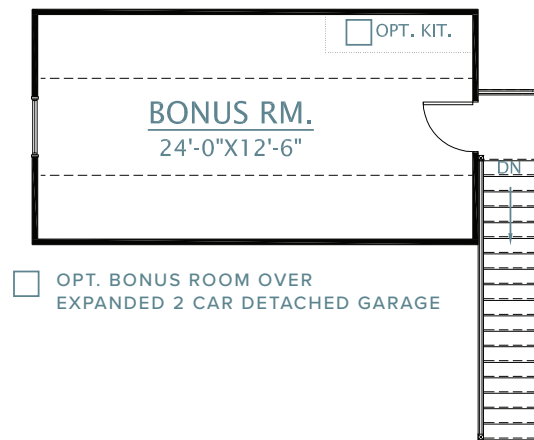 OPT. KIT.
BONUS RM.
24'-0"X12'-6"
DN
OPT. BONUS ROOM OVER
EXPANDED 2 CAR DETACHED GARAGE